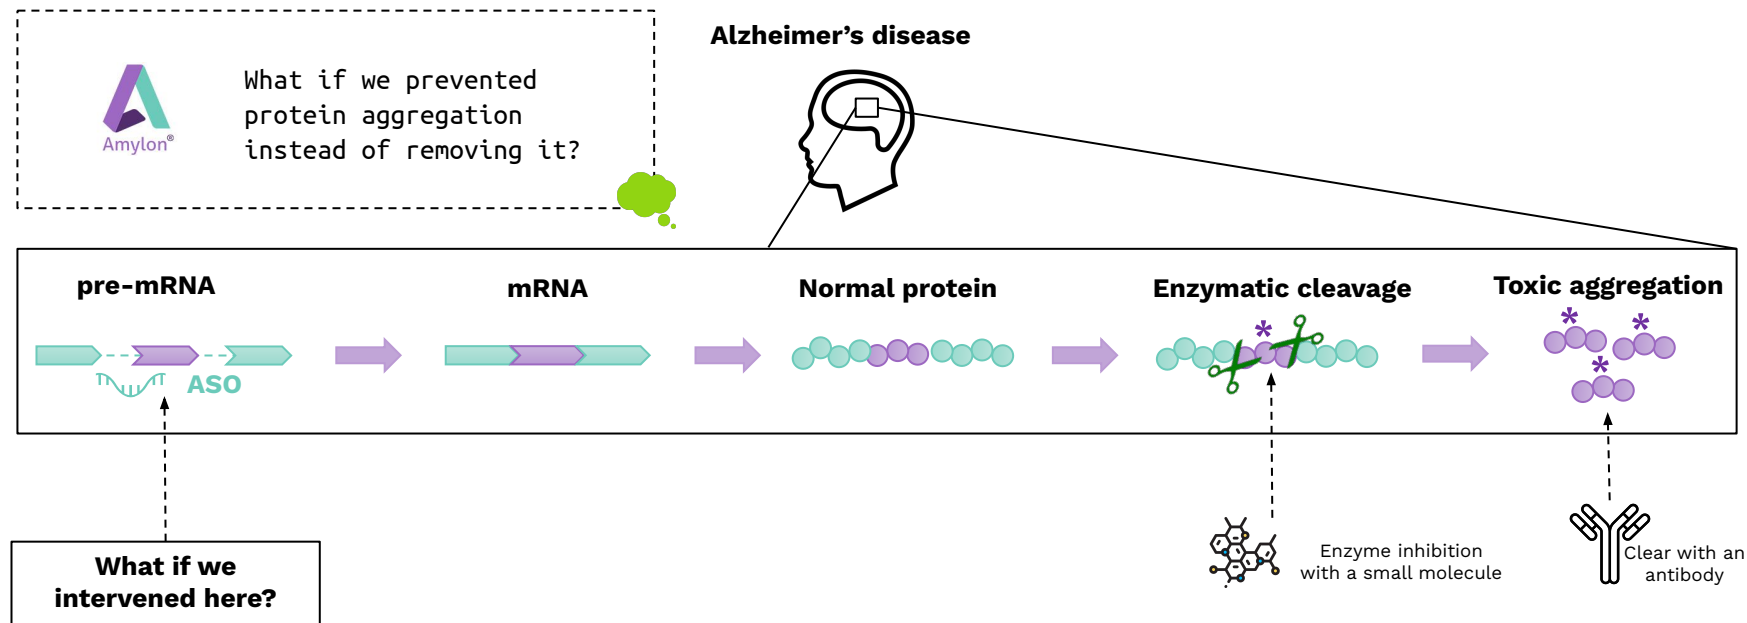 Alzheimer’s disease
What if we prevented
protein aggregation
instead of removing it?
Amylon®
pre-mRNA
mRNA
Normal protein
Enzymatic cleavage
Toxic aggregation
*
*
*
*
ASO
What if we
intervened here?
Enzyme inhibition
with a small molecule
Clear with an
antibody